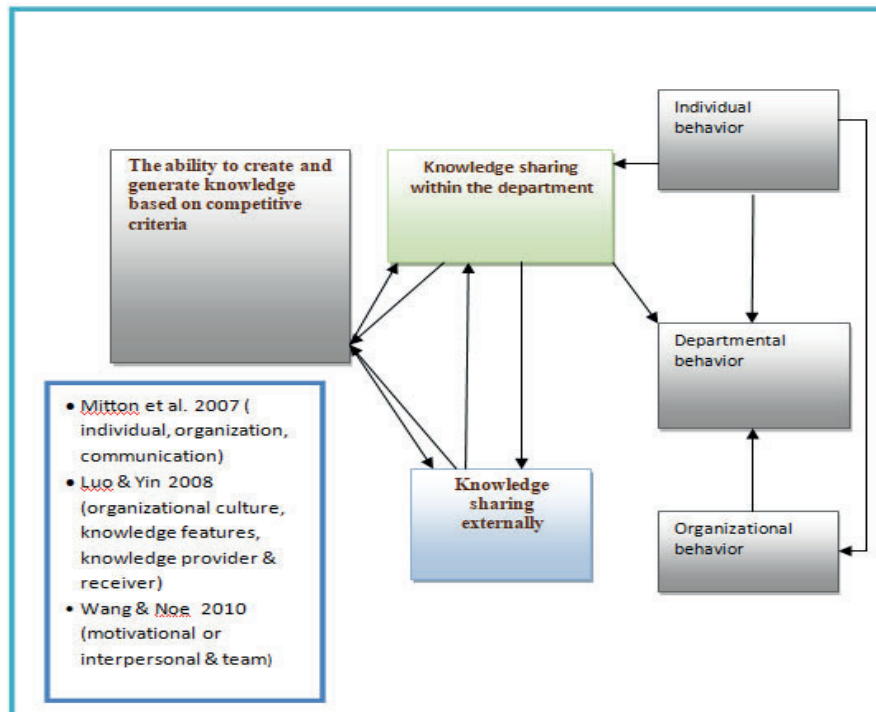 Individual
behavior
The ability to create and
generate knowledge
based on competitive
criteria
Knowledge sharing
within the department
Departmental
behavior
• Mitton et al. 2007 (
individual, organization,
communication)
• Luo & Yin 2008
(organizational culture,
knowledge features,
knowledge provider &
receiver)
• Wang & Noe 2010
(motivational or
interpersonal & team)
Knowledge
sharing
externally
Organizational
behavior